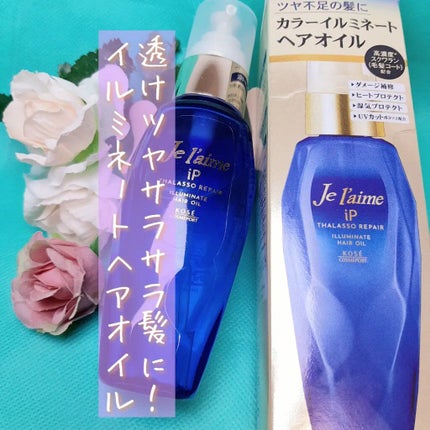 透けツヤサラサラ髪に!
イルミネートヘアオイル
Je l'aime
iP
THALASSO REPAIR
ILLUMINATE
HAIR OIL
KOSÉ
COSMEPORT
ツヤ不足の髪に
カラーイルミネート
ヘアオイル
高濃度*
スクワラン
(毛髪コート)
配合
▸ダメージ補修
▸ヒートプロテクト
▸湿気プロテクト
▸UVカット
Je l'aime
iP
THALASSO REPAIR
ILLUMINATE
HAIR OIL
KOSÉ
COSMEPORT